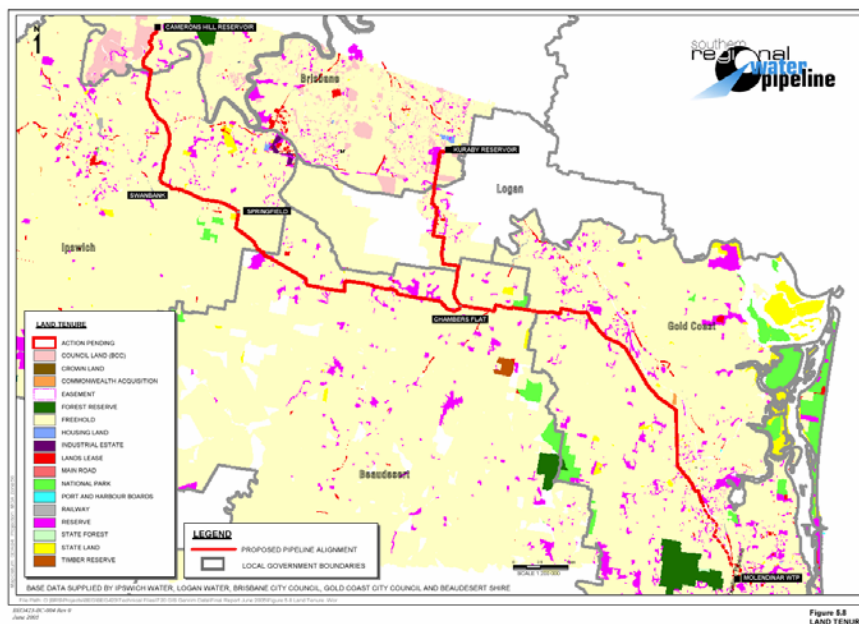 N
1
CAMERONS HILL RESERVOIR
southern
regional
water
pipeline
Brisbane
KURABY RESERVOIR
Logan
SWANBANK
SPRINGFIELD
Ipswich
CHAMBERS FLAT
Gold Coast
Beaudesert
MOLENDINAR WTP
LAND TENURE
ACTION PENDING
COUNCIL LAND (BCC)
CROWN LAND
COMMONWEALTH ACQUISITION
EASEMENT
FOREST RESERVE
FREEHOLD
HOUSING LAND
INDUSTRIAL ESTATE
LANDS LEASE
MAIN ROAD
NATIONAL PARK
PORT AND HARBOUR BOARDS
RAILWAY
RESERVE
STATE FOREST
STATE LAND
TIMBER RESERVE
LEGEND
PROPOSED PIPELINE ALIGNMENT
LOCAL GOVERNMENT BOUNDARIES
BASE DATA SUPPLIED BY IPSWICH WATER, LOGAN WATER, BRISBANE CITY COUNCIL, GOLD COAST CITY COUNCIL AND BEAUDESERT SHIRE
June 2005
Figure 5.8
LAND TENURE